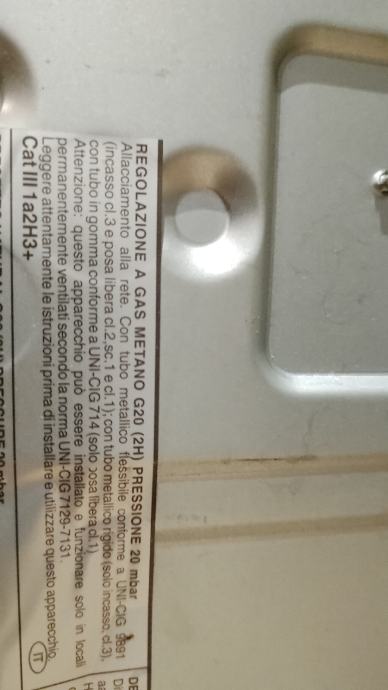 REGOLAZIONE A GAS METANO G20 (2H) PRESSIONE 20 mbar
Allacciamento alla rete. Con tubo metallico flessibile conforme a UNI-CIG 9891
(incasso cl.3 e posa libera cl.2,sc.1 e cl.1); con tubo metallico rigido (solo incasso, cl.3),
con tubo in gomma conforme a UNI-CIG 714 (solo posa libera cl.1)
Attenzione: questo apparecchio può essere installato e funzionare solo in locali
permanentemente ventilati secondo la norma UNI-CIG 7129-7131.
Leggere attentamente le istruzioni prima di installare e utilizzare questo apparecchio.
Cat III 1a2H3+
IT
DE
Di